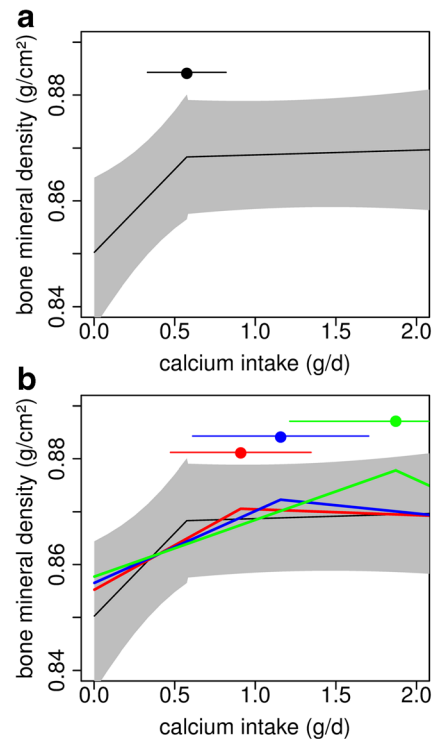 a
bone mineral density (g/cm²)
0.88
0.86
0.84
0.0 0.5 1.0 1.5 2.0
calcium intake (g/d)
b
bone mineral density (g/cm²)
0.88
0.86
0.84
0.0 0.5 1.0 1.5 2.0
calcium intake (g/d)